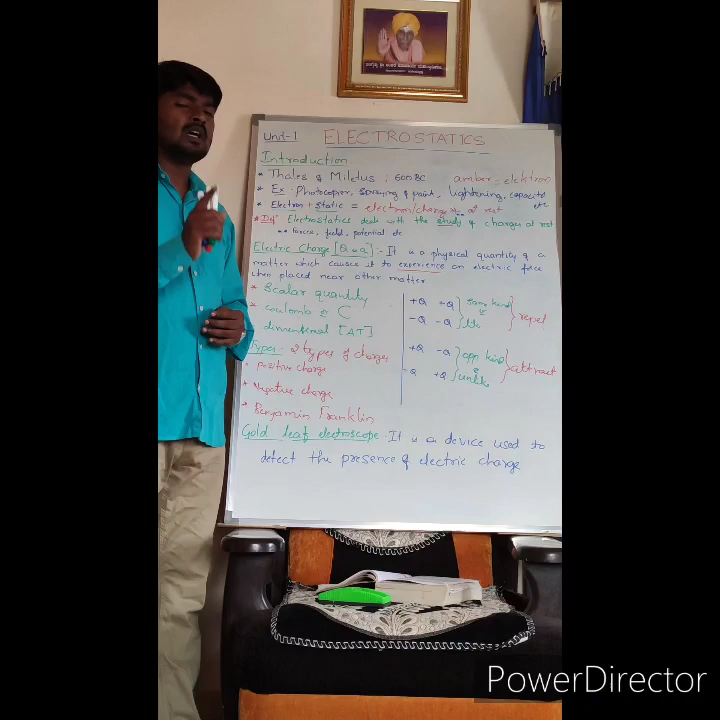 Unit-1 ELECTROSTATICS
Introduction
* Thales of Miletus, 600 BC amber = elektron
* Ex: Photocopier, spraying of paint, lightening, capacito etc
* Electron + static = electron/charge at rest
* Def Electrostatics deals with the study of charges at rest
** forces, field, potential etc
Electric Charge [Q or q] :- It is a physical quantity of a
matter which causes it to experience an electric force
when placed near other matter
* Scalar quantity
* coulomb C
dimensional [AT]
Types:- 2 types of charges
* positive charge
* Negative charge
* Benjamin Franklin
+Q +Q same kind
-Q -Q like repel
+Q -Q opp kind
-Q +Q unlike attract
Gold leaf electroscope It is a device used to
detect the presence of electric charge
PowerDirector